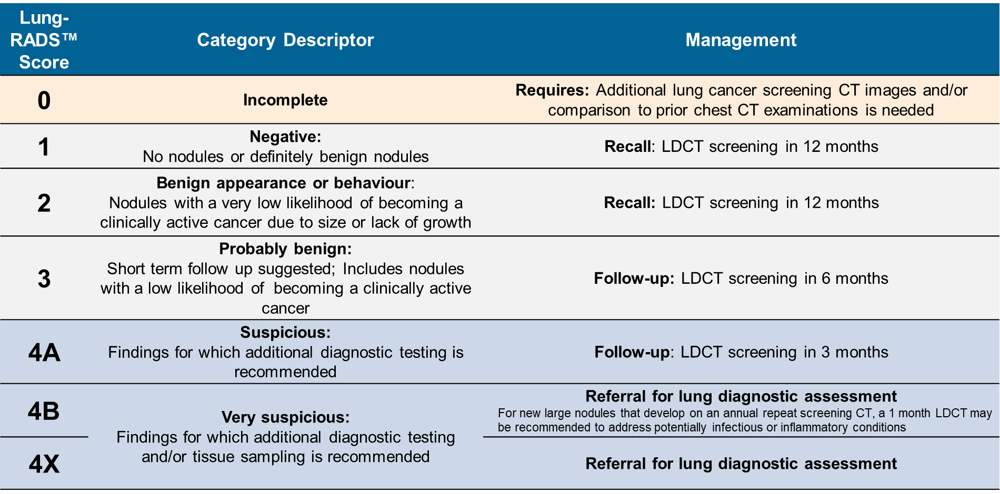 Lung-
RADS™
Score
Category Descriptor
Management
0
Incomplete
Requires: Additional lung cancer screening CT images and/or
comparison to prior chest CT examinations is needed
1
Negative:
No nodules or definitely benign nodules
Recall: LDCT screening in 12 months
2
Benign appearance or behaviour:
Nodules with a very low likelihood of becoming a
clinically active cancer due to size or lack of growth
Recall: LDCT screening in 12 months
3
Probably benign:
Short term follow up suggested; Includes nodules
with a low likelihood of becoming a clinically active
cancer
Follow-up: LDCT screening in 6 months
4A
Suspicious:
Findings for which additional diagnostic testing is
recommended
Follow-up: LDCT screening in 3 months
4B
Very suspicious:
Findings for which additional diagnostic testing
and/or tissue sampling is recommended
Referral for lung diagnostic assessment
For new large nodules that develop on an annual repeat screening CT, a 1 month LDCT may
be recommended to address potentially infectious or inflammatory conditions
4X
Referral for lung diagnostic assessment